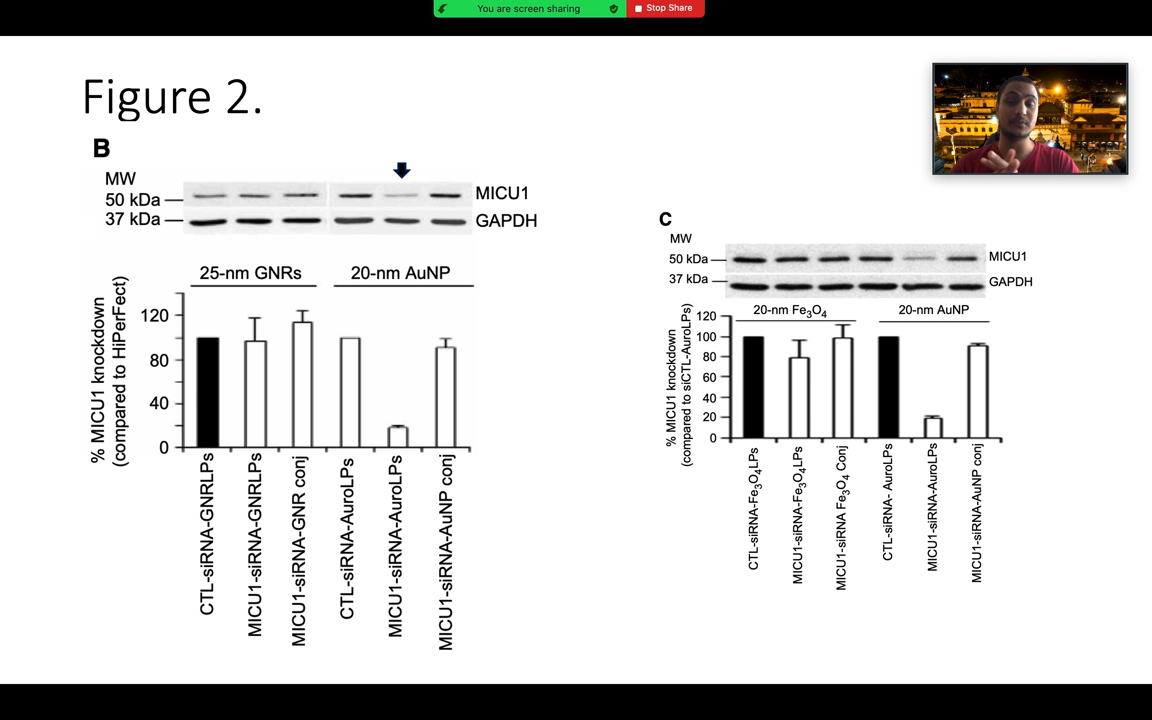 You are screen sharing
Stop Share
Figure 2.
B
MW
50 kDa
37 kDa
MICU1
GAPDH
25-nm GNRs
20-nm AuNP
% MICU1 knockdown
(compared to HiPerFect)
120
80
40
0
CTL-siRNA-GNRLPs
MICU1-siRNA-GNRLPs
MICU1-siRNA-GNR conj
CTL-siRNA-AuroLPs
MICU1-siRNA-AuroLPs
MICU1-siRNA-AuNP conj
C
MW
50 kDa
37 kDa
MICU1
GAPDH
20-nm Fe₃O₄
20-nm AuNP
% MICU1 knockdown
(compared to siCTL-AuroLPs)
120
100
80
60
40
20
0
CTL-siRNA-Fe₃O₄LPs
MICU1-siRNA-Fe₃O₄LPs
MICU1-siRNA Fe₃O₄ Conj
CTL-siRNA- AuroLPs
MICU1-siRNA-AuroLPs
MICU1-siRNA-AuNP conj